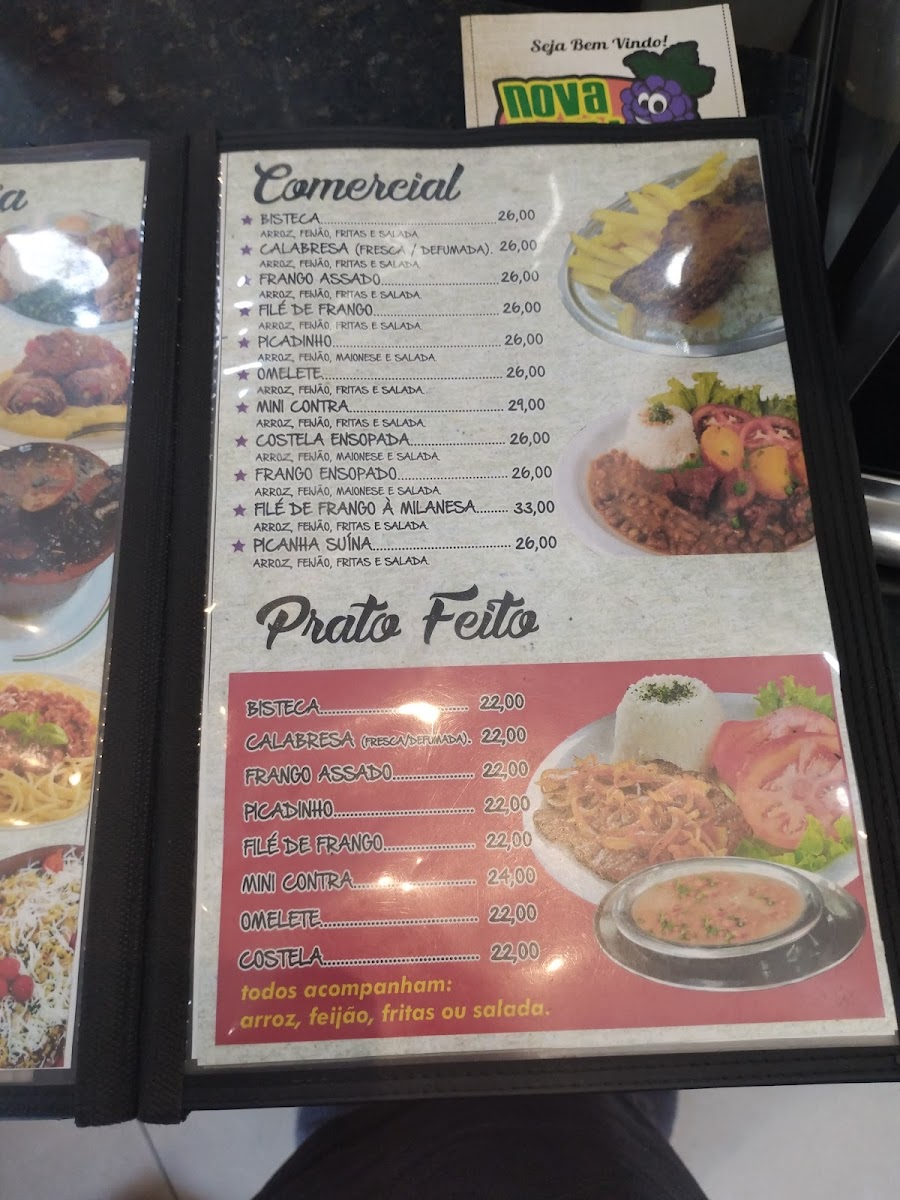 Seja Bem Vindo!
nova
a
Comercial
★ BISTECA............................................. 26,00
ARROZ, FEIJÃO, FRITAS E SALADA.
★ CALABRESA (FRESCA / DEFUMADA). 26,00
ARROZ, FEIJÃO, FRITAS E SALADA.
★ FRANGO ASSADO............................. 26,00
ARROZ, FEIJÃO, FRITAS E SALADA.
★ FILÉ DE FRANGO................................ 26,00
ARROZ, FEIJÃO, FRITAS E SALADA.
★ PICADINHO.......................................... 26,00
ARROZ, FEIJÃO, MAIONESE E SALADA.
★ OMELETE............................................. 26,00
ARROZ, FEIJÃO, FRITAS E SALADA.
★ MINI CONTRA...................................... 29,00
ARROZ, FEIJÃO, FRITAS E SALADA.
★ COSTELA ENSOPADA........................ 26,00
ARROZ, FEIJÃO, MAIONESE E SALADA.
★ FRANGO ENSOPADO........................... 26,00
ARROZ, FEIJÃO, MAIONESE E SALADA.
★ FILÉ DE FRANGO À MILANESA........ 33,00
ARROZ, FEIJÃO, FRITAS E SALADA.
★ PICANHA SUÍNA.................................. 26,00
ARROZ, FEIJÃO, FRITAS E SALADA.
Prato Feito
BISTECA.................................. 22,00
CALABRESA (FRESCA/DEFUMADA). 22,00
FRANGO ASSADO................... 22,00
PICADINHO................................ 22,00
FILÉ DE FRANGO..................... 22,00
MINI CONTRA........................... 24,00
OMELETE................................... 22,00
COSTELA................................... 22,00
todos acompanham:
arroz, feijão, fritas ou salada.